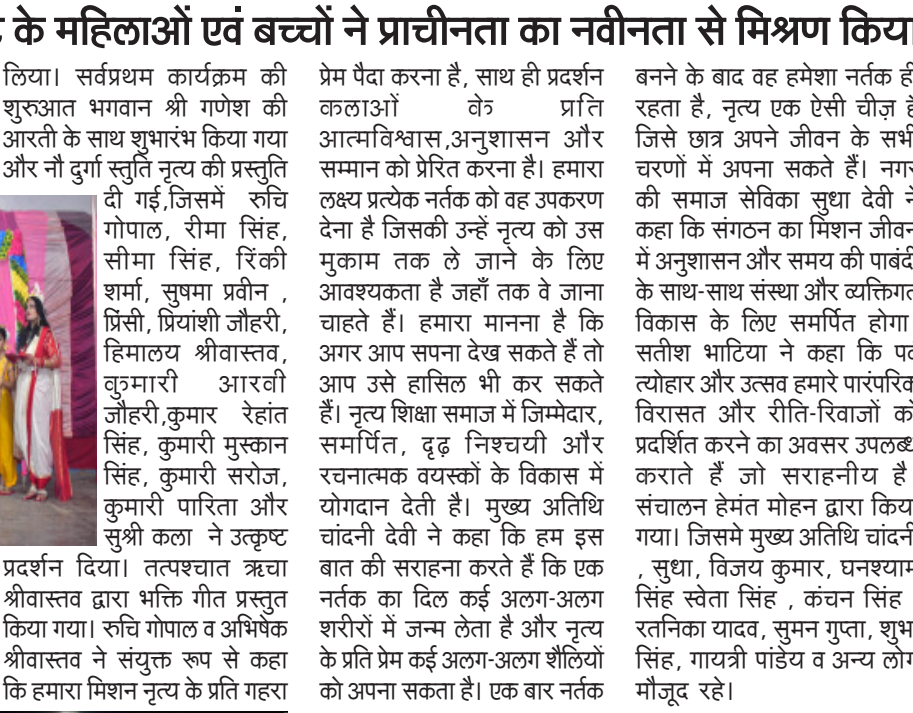 के महिलाओं एवं बच्चों ने प्राचीनता का नवीनता से मिश्रण किया
लिया। सर्वप्रथम कार्यक्रम की
शुरुआत भगवान श्री गणेश की
आरती के साथ शुभारंभ किया गया
और नौ दुर्गा स्तुति नृत्य की प्रस्तुति
दी गई,जिसमें रुचि
गोपाल, रीमा सिंह,
सीमा सिंह, रिंकी
शर्मा, सुषमा प्रवीन ,
प्रिंसी, प्रियांशी जौहरी,
हिमालय श्रीवास्तव,
कुमारी आरवी
जौहरी,कुमार रेहांत
सिंह, कुमारी मुस्कान
सिंह, कुमारी सरोज,
कुमारी पारिता और
सुश्री कला ने उत्कृष्ट
प्रदर्शन दिया। तत्पश्चात ऋचा
श्रीवास्तव द्वारा भक्ति गीत प्रस्तुत
किया गया। रुचि गोपाल व अभिषेक
श्रीवास्तव ने संयुक्त रूप से कहा
कि हमारा मिशन नृत्य के प्रति गहरा
प्रेम पैदा करना है, साथ ही प्रदर्शन
कलाओं के प्रति
आत्मविश्वास,अनुशासन और
सम्मान को प्रेरित करना है। हमारा
लक्ष्य प्रत्येक नर्तक को वह उपकरण
देना है जिसकी उन्हें नृत्य को उस
मुकाम तक ले जाने के लिए
आवश्यकता है जहाँ तक वे जाना
चाहते हैं। हमारा मानना है कि
अगर आप सपना देख सकते हैं तो
आप उसे हासिल भी कर सकते
हैं। नृत्य शिक्षा समाज में जिम्मेदार,
समर्पित, दृढ़ निश्चयी और
रचनात्मक वयस्कों के विकास में
योगदान देती है। मुख्य अतिथि
चांदनी देवी ने कहा कि हम इस
बात की सराहना करते हैं कि एक
नर्तक का दिल कई अलग-अलग
शरीरों में जन्म लेता है और नृत्य
के प्रति प्रेम कई अलग-अलग शैलियों
को अपना सकता है। एक बार नर्तक
बनने के बाद वह हमेशा नर्तक ही
रहता है, नृत्य एक ऐसी चीज़ है
जिसे छात्र अपने जीवन के सभी
चरणों में अपना सकते हैं। नगर
की समाज सेविका सुधा देवी ने
कहा कि संगठन का मिशन जीवन
में अनुशासन और समय की पाबंदी
के साथ-साथ संस्था और व्यक्तिगत
विकास के लिए समर्पित होगा
सतीश भाटिया ने कहा कि पर्व
त्योहार और उत्सव हमारे पारंपरिक
विरासत और रीति-रिवाजों को
प्रदर्शित करने का अवसर उपलब्ध
कराते हैं जो सराहनीय है
संचालन हेमंत मोहन द्वारा किया
गया। जिसमे मुख्य अतिथि चांदनी
, सुधा, विजय कुमार, घनश्याम
सिंह स्वेता सिंह , कंचन सिंह
रतनिका यादव, सुमन गुप्ता, शुभ
सिंह, गायत्री पांडेय व अन्य लोग
मौजूद रहे।